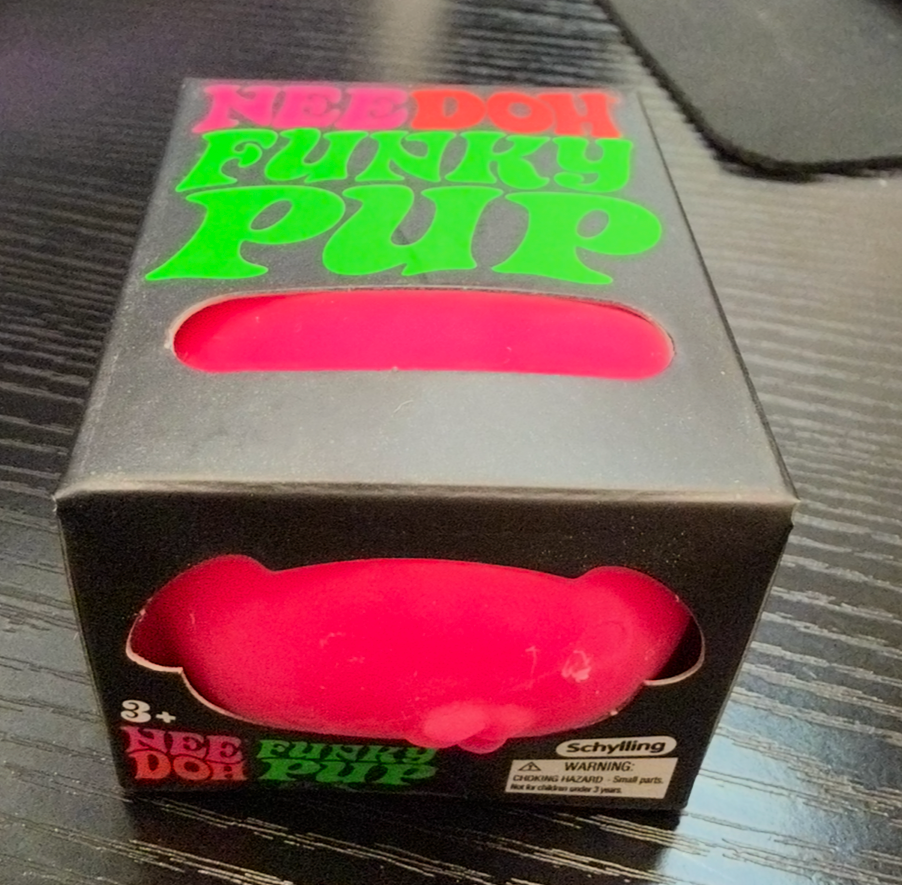 NEEDOH
FUNKY
PUP
3+
NEE
DOH
FUNKY
PUP
Schylling
WARNING:
CHOKING HAZARD - Small parts.
Not for children under 3 years.